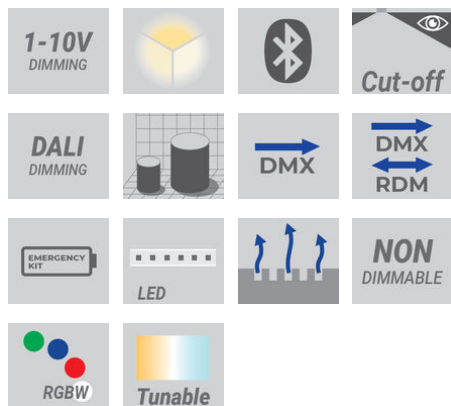 1-10V
DIMMING
Cut-off
DALI
DIMMING
DMX
DMX
RDM
EMERGENCY
KIT
LED
NON
DIMMABLE
RGBW
Tunable